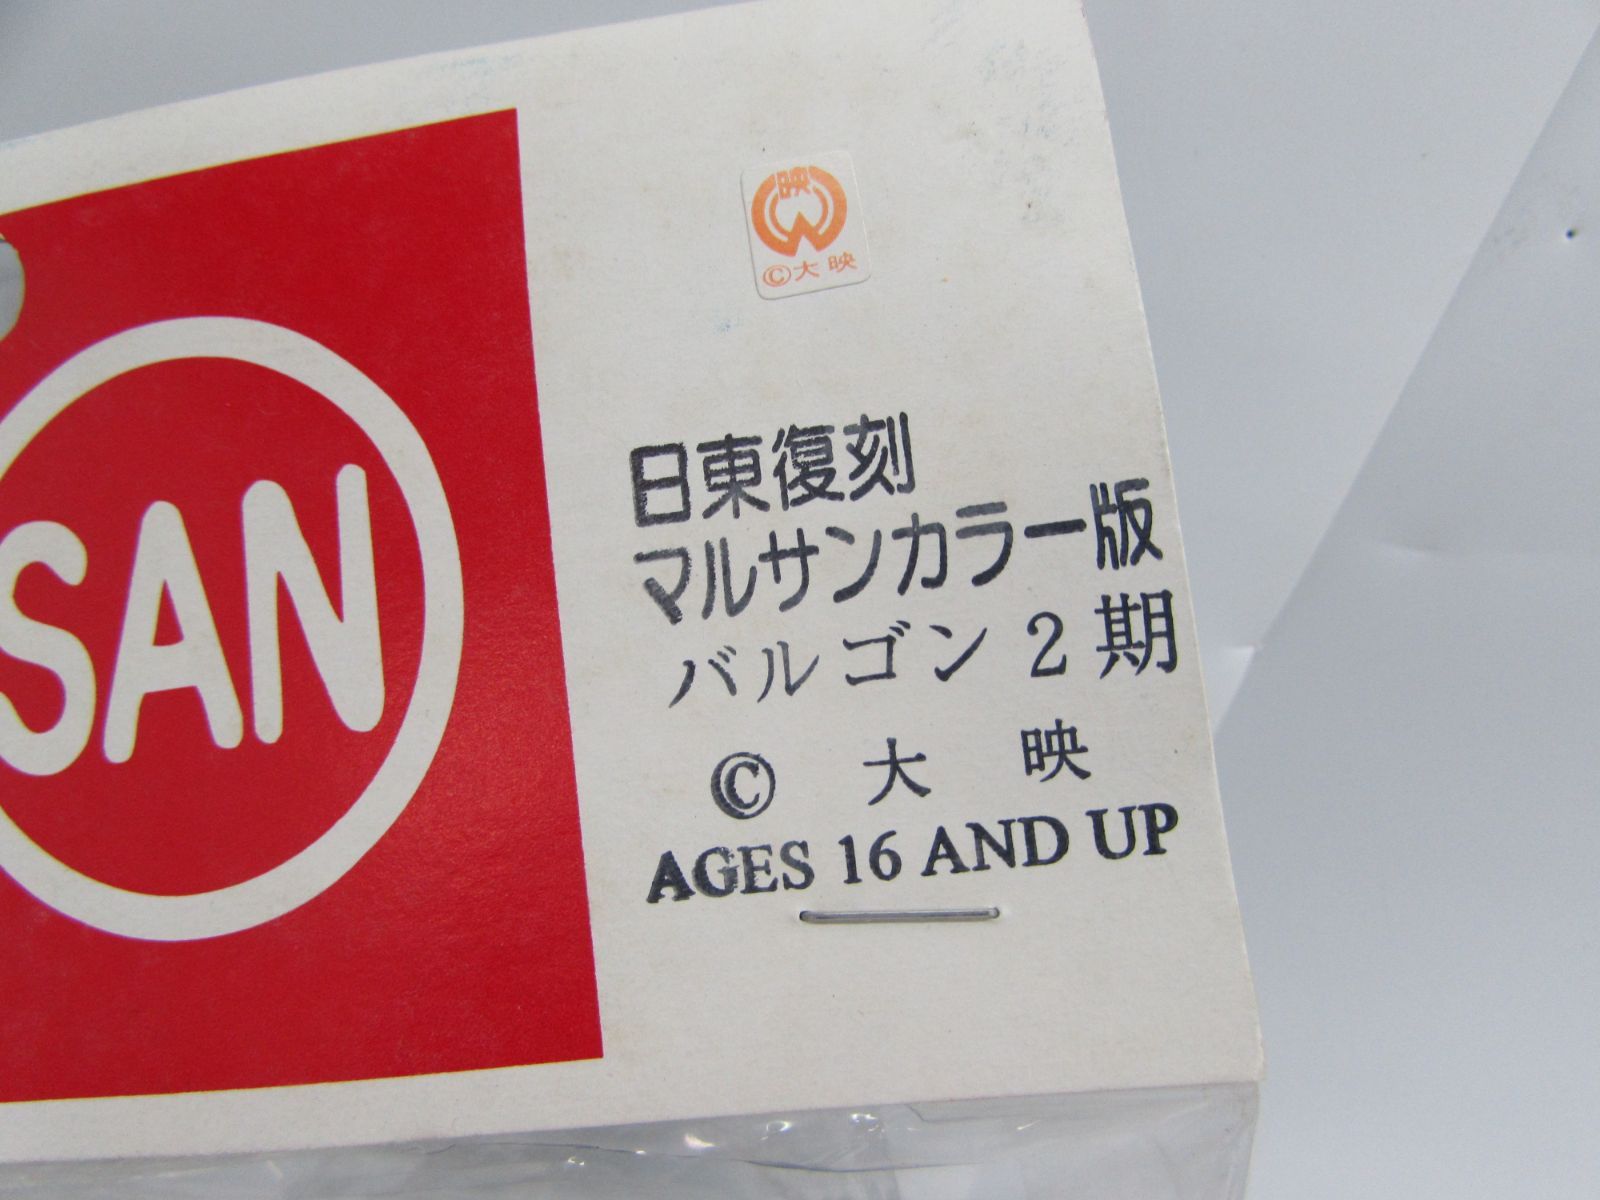 映
©大映
SAN
日東復刻
マルサンカラー版
バルゴン2期
© 大 映
AGES 16 AND UP